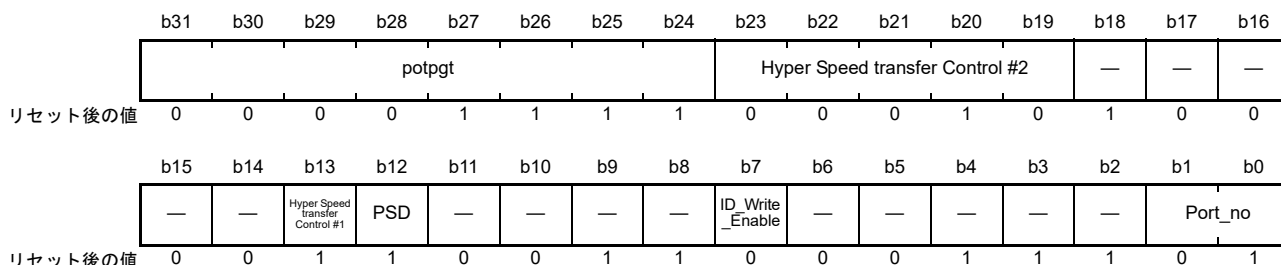 b31 b30 b29 b28 b27 b26 b25 b24 b23 b22 b21 b20 b19 b18 b17 b16
potpgt Hyper Speed transfer Control #2 — — —
リセット後の値 0 0 0 0 1 1 1 1 0 0 0 1 0 1 0 0
b15 b14 b13 b12 b11 b10 b9 b8 b7 b6 b5 b4 b3 b2 b1 b0
— — Hyper Speed transfer Control #1 PSD — — — — ID_Write_Enable — — — — — Port_no
リセット後の値 0 0 1 1 0 0 1 1 0 0 0 1 1 1 0 1